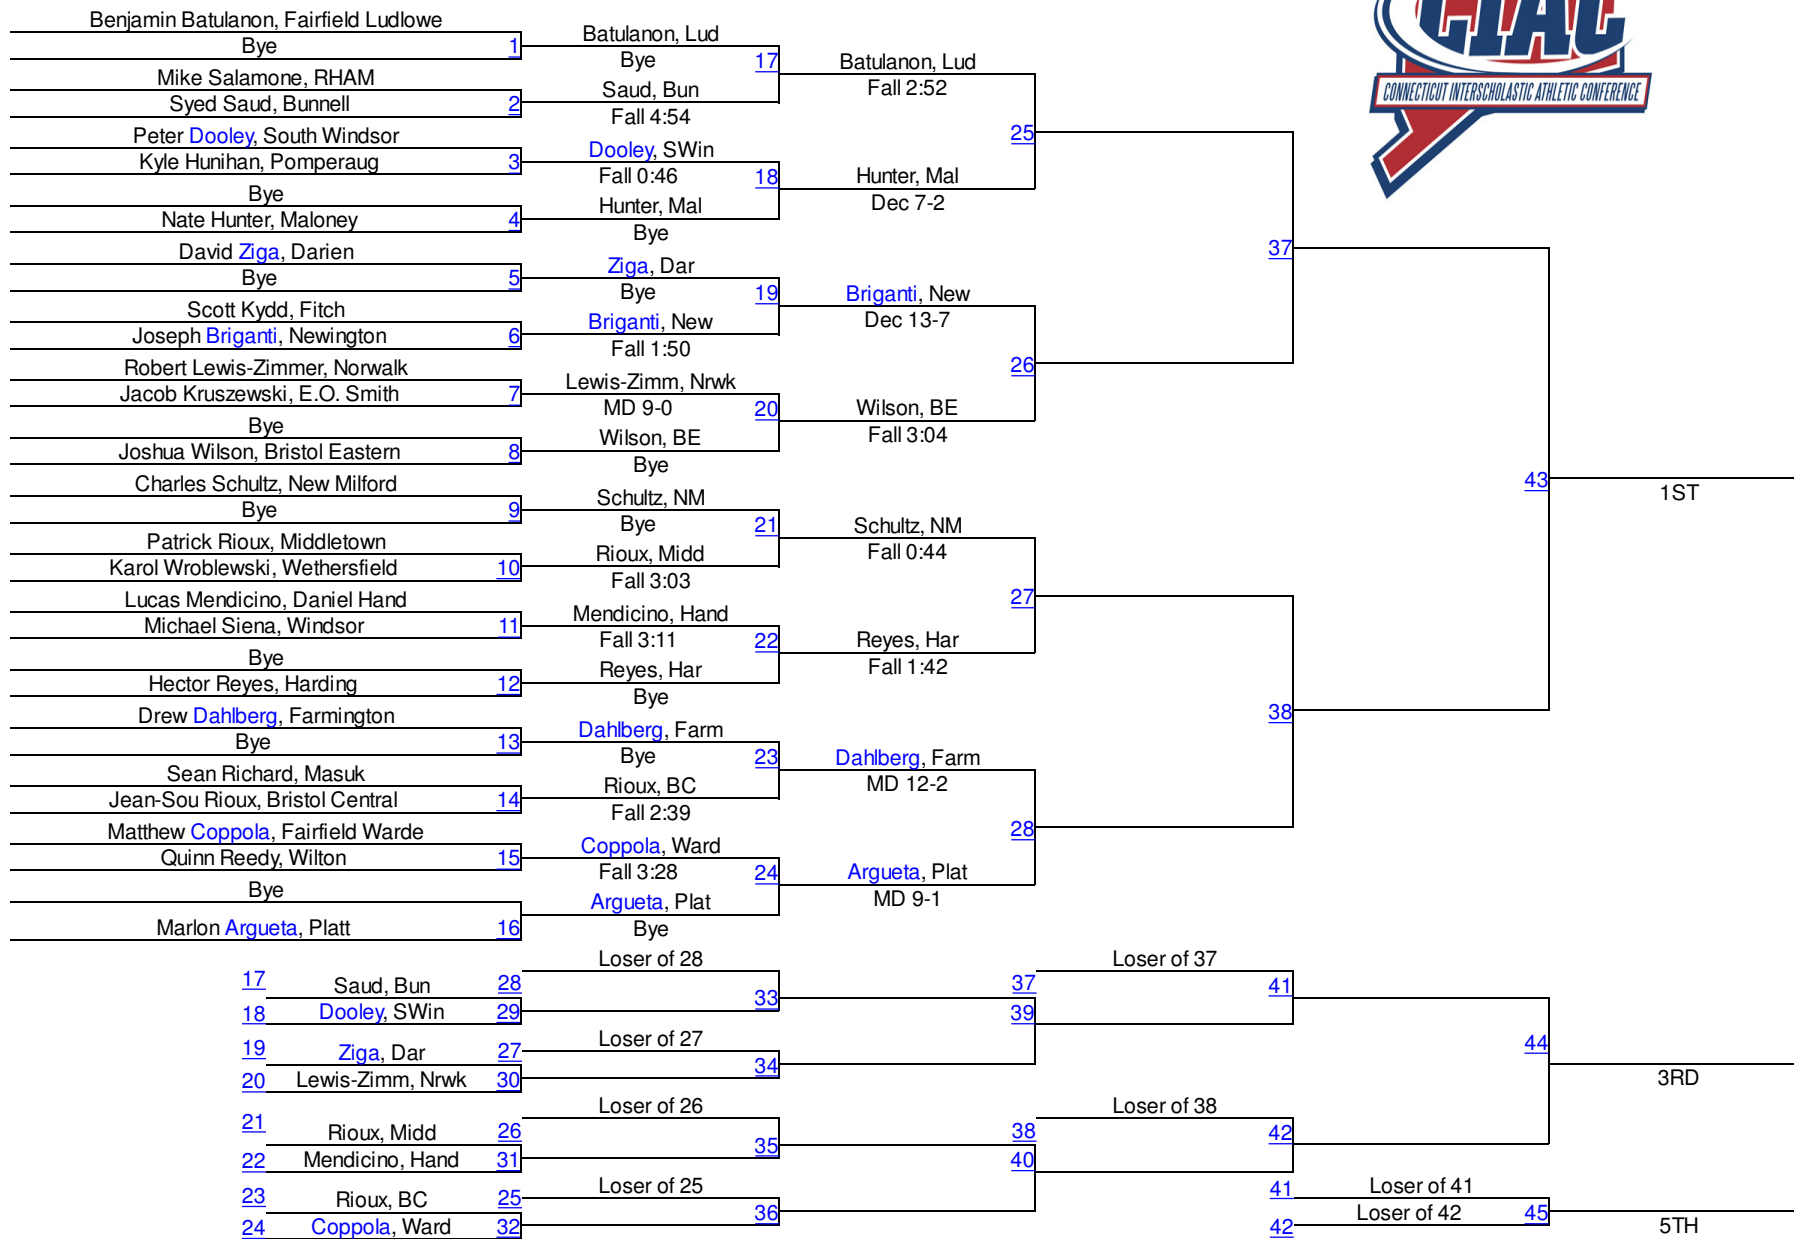 CIAC
CONNECTICUT INTERSCHOLASTIC ATHLETIC CONFERENCE
Benjamin Batulanon, Fairfield Ludlowe
Bye 1
Mike Salamone, RHAM
Syed Saud, Bunnell 2
Peter Dooley, South Windsor
Kyle Hunihan, Pomperaug 3
Bye
Nate Hunter, Maloney 4
David Ziga, Darien
Bye 5
Scott Kydd, Fitch
Joseph Briganti, Newington 6
Robert Lewis-Zimmer, Norwalk
Jacob Kruszewski, E.O. Smith 7
Bye
Joshua Wilson, Bristol Eastern 8
Charles Schultz, New Milford
Bye 9
Patrick Rioux, Middletown
Karol Wroblewski, Wethersfield 10
Lucas Mendicino, Daniel Hand
Michael Siena, Windsor 11
Bye
Hector Reyes, Harding 12
Drew Dahlberg, Farmington
Bye 13
Sean Richard, Masuk
Jean-Sou Rioux, Bristol Central 14
Matthew Coppola, Fairfield Warde
Quinn Reedy, Wilton 15
Bye
Marlon Argueta, Platt 16
Batulanon, Lud
Bye 17
Saud, Bun
Fall 4:54
Dooley, SWin
Fall 0:46 18
Hunter, Mal
Bye
Ziga, Dar
Bye 19
Briganti, New
Fall 1:50
Lewis-Zimm, Nrwk
MD 9-0 20
Wilson, BE
Bye
Schultz, NM
Bye 21
Rioux, Midd
Fall 3:03
Mendicino, Hand
Fall 3:11 22
Reyes, Har
Bye
Dahlberg, Farm
Bye 23
Rioux, BC
Fall 2:39
Coppola, Ward
Fall 3:28 24
Argueta, Plat
Bye
Batulanon, Lud
Fall 2:52
25
Hunter, Mal
Dec 7-2
Briganti, New
Dec 13-7
26
Wilson, BE
Fall 3:04
Schultz, NM
Fall 0:44
27
Reyes, Har
Fall 1:42
Dahlberg, Farm
MD 12-2
28
Argueta, Plat
MD 9-1
37
38
43
1ST
17 Saud, Bun 28
18 Dooley, SWin 29
19 Ziga, Dar 27
20 Lewis-Zimm, Nrwk 30
21 Rioux, Midd 26
22 Mendicino, Hand 31
23 Rioux, BC 25
24 Coppola, Ward 32
Loser of 28
33
Loser of 27
34
Loser of 26
35
Loser of 25
36
37 Loser of 37
39
41
38 Loser of 38
40
42
44
3RD
41 Loser of 41
42 Loser of 42 45
5TH